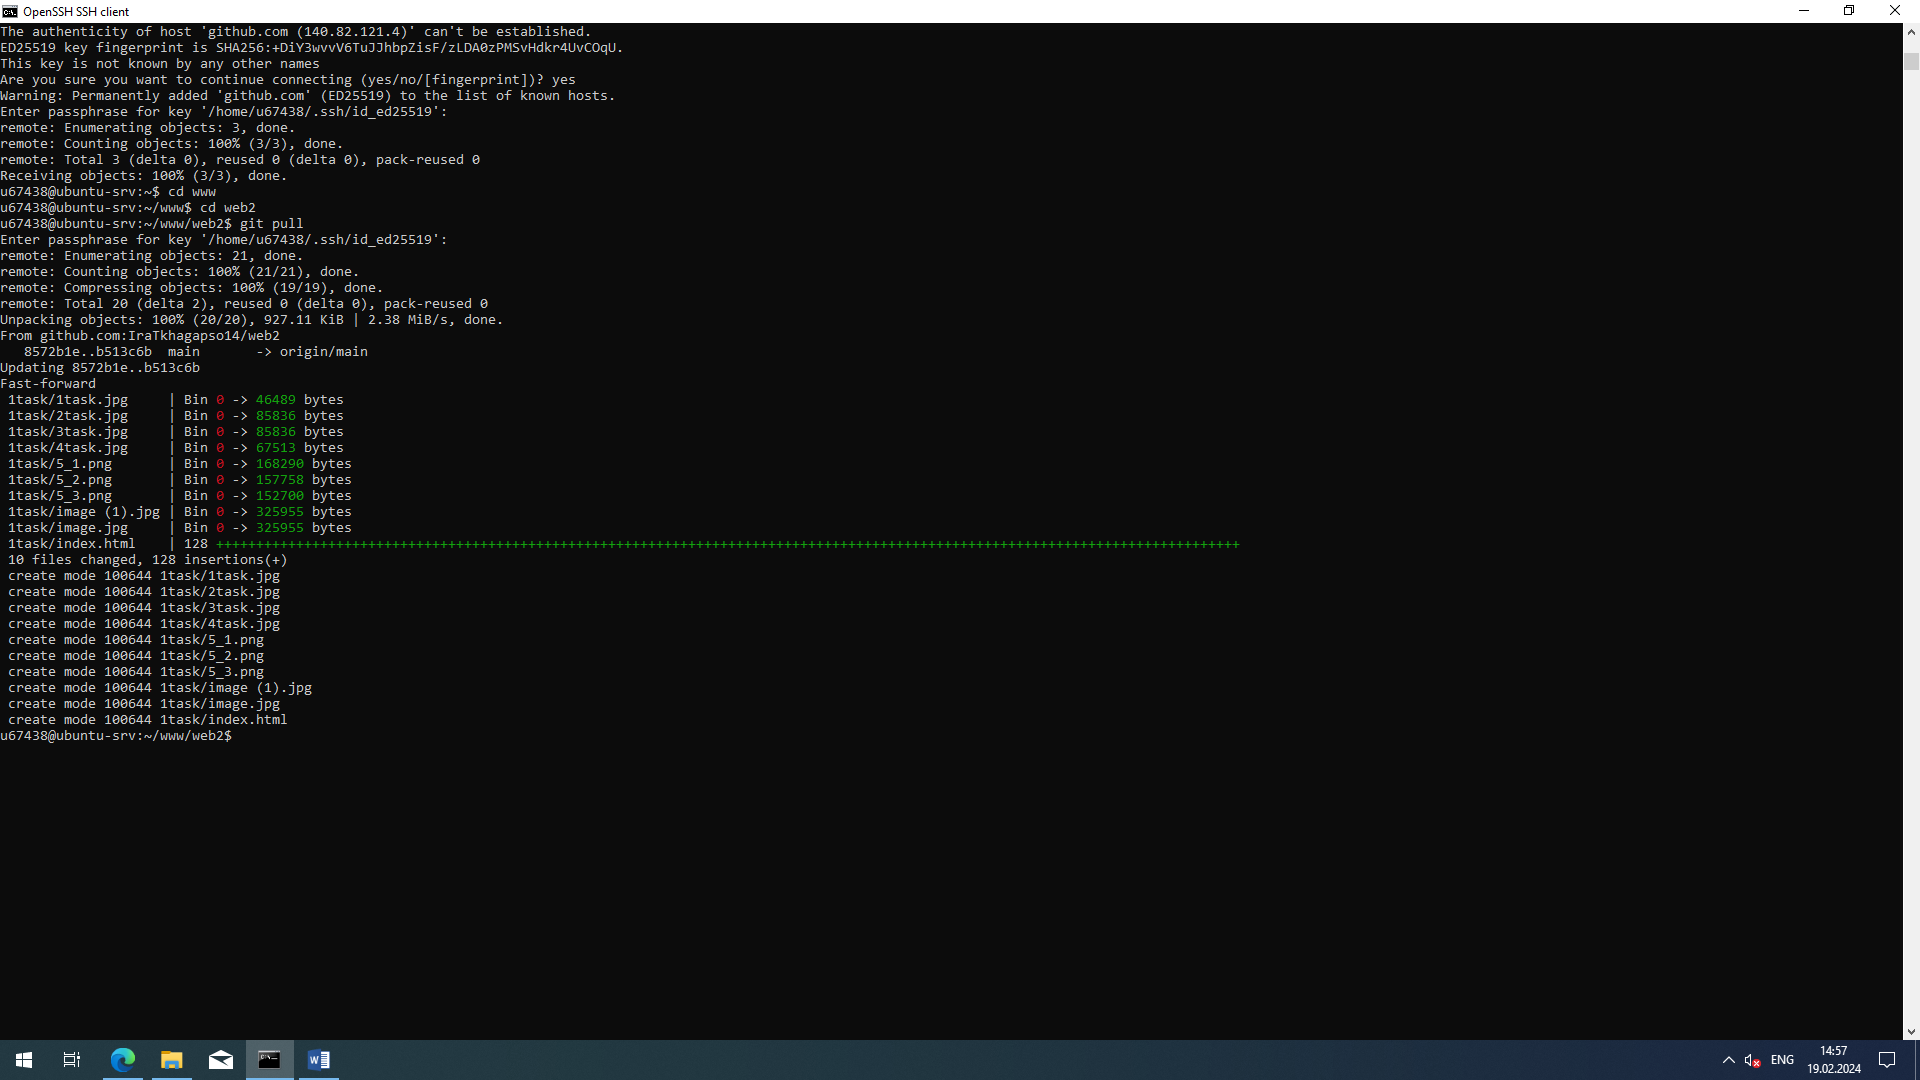 OpenSSH SSH client
The authenticity of host 'github.com (140.82.121.4)' can't be established.
ED25519 key fingerprint is SHA256:+DiY3wvvV6TuJJhbpZisF/zLDA0zPMSvHdkr4UvCOqU.
This key is not known by any other names
Are you sure you want to continue connecting (yes/no/[fingerprint])? yes
Warning: Permanently added 'github.com' (ED25519) to the list of known hosts.
Enter passphrase for key '/home/u67438/.ssh/id_ed25519':
remote: Enumerating objects: 3, done.
remote: Counting objects: 100% (3/3), done.
remote: Total 3 (delta 0), reused 0 (delta 0), pack-reused 0
Receiving objects: 100% (3/3), done.
u67438@ubuntu-srv:~$ cd www
u67438@ubuntu-srv:~/www$ cd web2
u67438@ubuntu-srv:~/www/web2$ git pull
Enter passphrase for key '/home/u67438/.ssh/id_ed25519':
remote: Enumerating objects: 21, done.
remote: Counting objects: 100% (21/21), done.
remote: Compressing objects: 100% (19/19), done.
remote: Total 20 (delta 2), reused 0 (delta 0), pack-reused 0
Unpacking objects: 100% (20/20), 927.11 KiB | 2.38 MiB/s, done.
From github.com:IraTkhagapso14/web2
   8572b1e..b513c6b  main       -> origin/main
Updating 8572b1e..b513c6b
Fast-forward
 1task/1task.jpg     | Bin 0 -> 46489 bytes
 1task/2task.jpg     | Bin 0 -> 85836 bytes
 1task/3task.jpg     | Bin 0 -> 85836 bytes
 1task/4task.jpg     | Bin 0 -> 67513 bytes
 1task/5_1.png       | Bin 0 -> 168290 bytes
 1task/5_2.png       | Bin 0 -> 157758 bytes
 1task/5_3.png       | Bin 0 -> 152700 bytes
 1task/image (1).jpg | Bin 0 -> 325955 bytes
 1task/image.jpg     | Bin 0 -> 325955 bytes
 1task/index.html    | 128 ++++++++++++++++++++++++++++++++++++++++++++++++++++++++++++++++++++++++++++++++++++++++++++++++++++++++++++++++++++++++++++++++
 10 files changed, 128 insertions(+)
 create mode 100644 1task/1task.jpg
 create mode 100644 1task/2task.jpg
 create mode 100644 1task/3task.jpg
 create mode 100644 1task/4task.jpg
 create mode 100644 1task/5_1.png
 create mode 100644 1task/5_2.png
 create mode 100644 1task/5_3.png
 create mode 100644 1task/image (1).jpg
 create mode 100644 1task/image.jpg
 create mode 100644 1task/index.html
u67438@ubuntu-srv:~/www/web2$
ENG
14:57
19.02.2024